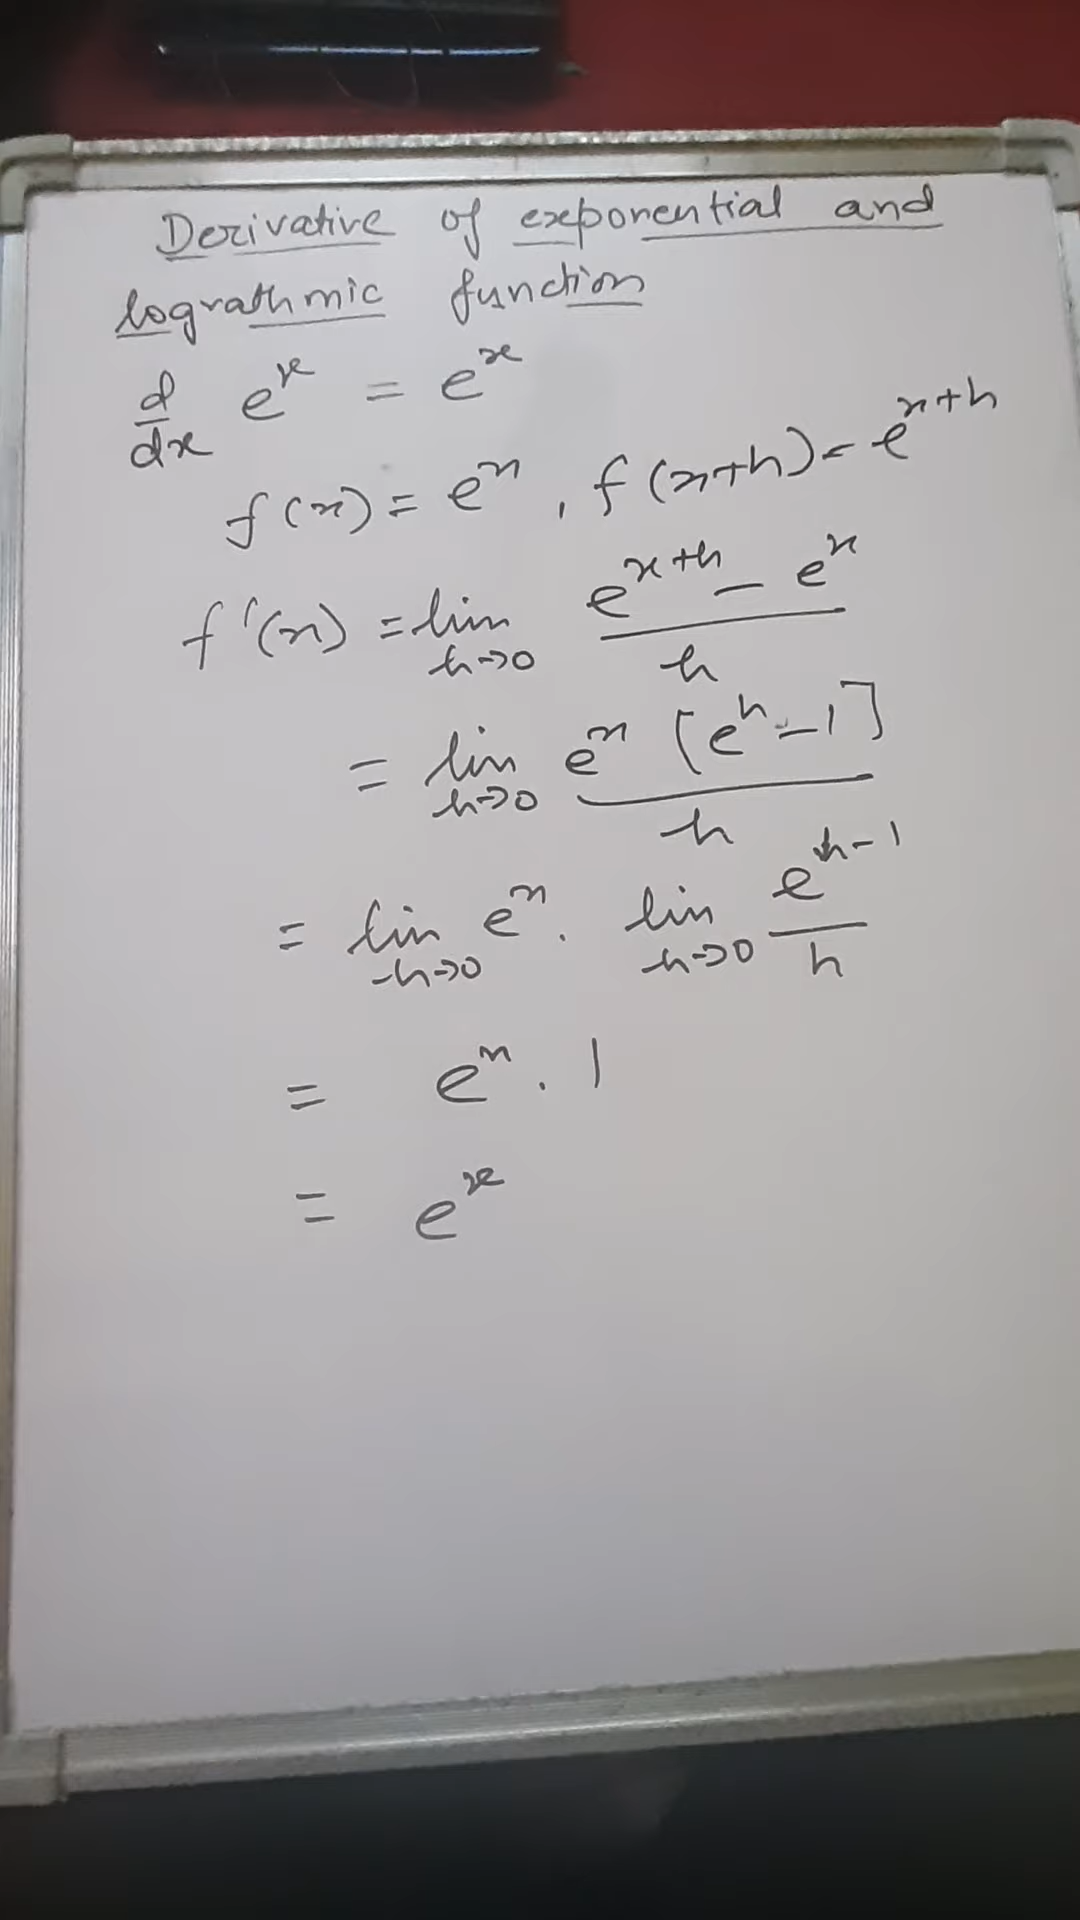 Derivative of exponential and
lograthmic function
d/dx e^x = e^x
f(x) = e^x, f(x+h) = e^(x+h)
f'(x) = lim h→0 (e^(x+h) - e^x)/h
= lim h→0 e^x [e^h - 1]/h
= lim h→0 e^x . lim h→0 e^(h-1)/h
= e^x . 1
= e^x